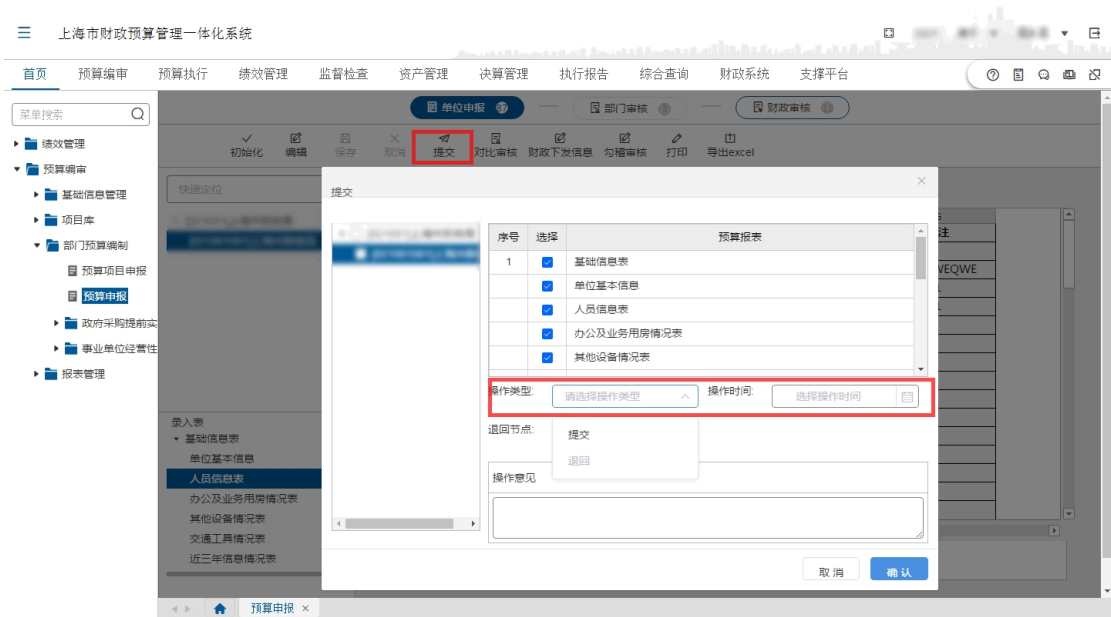 上海市财政预算管理一体化系统
首页 预算编审 预算执行 绩效管理 监督检查 资产管理 决算管理 执行报告 综合查询 财政系统 支撑平台
菜单搜索
单位申报 部门审核 财政审核
绩效管理
初始化 编辑 保存 取消 提交 对比审核 财政下发信息 勾稽审核 打印 导出excel
预算编审
基础信息管理
项目库
部门预算编制
预算项目申报
预算申报
政府采购提前实
事业单位经营性
报表管理
快速定位
录入表
基础信息表
单位基本信息
人员信息表
办公及业务用房情况表
其他设备情况表
交通工具情况表
近三年信息情况表
提交
序号 选择 预算报表
1 基础信息表
单位基本信息
人员信息表
办公及业务用房情况表
其他设备情况表
操作类型: 请选择操作类型 操作时间: 选择操作时间
退回节点: 提交
退回
操作意见
取消 确认
注
WEQWE
预算申报 ×